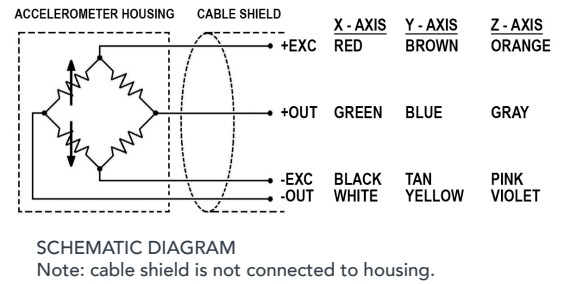 ACCELEROMETER HOUSING CABLE SHIELD
X - AXIS Y - AXIS Z - AXIS
+EXC RED BROWN ORANGE
+OUT GREEN BLUE GRAY
-EXC BLACK TAN PINK
-OUT WHITE YELLOW VIOLET
SCHEMATIC DIAGRAM
Note: cable shield is not connected to housing.